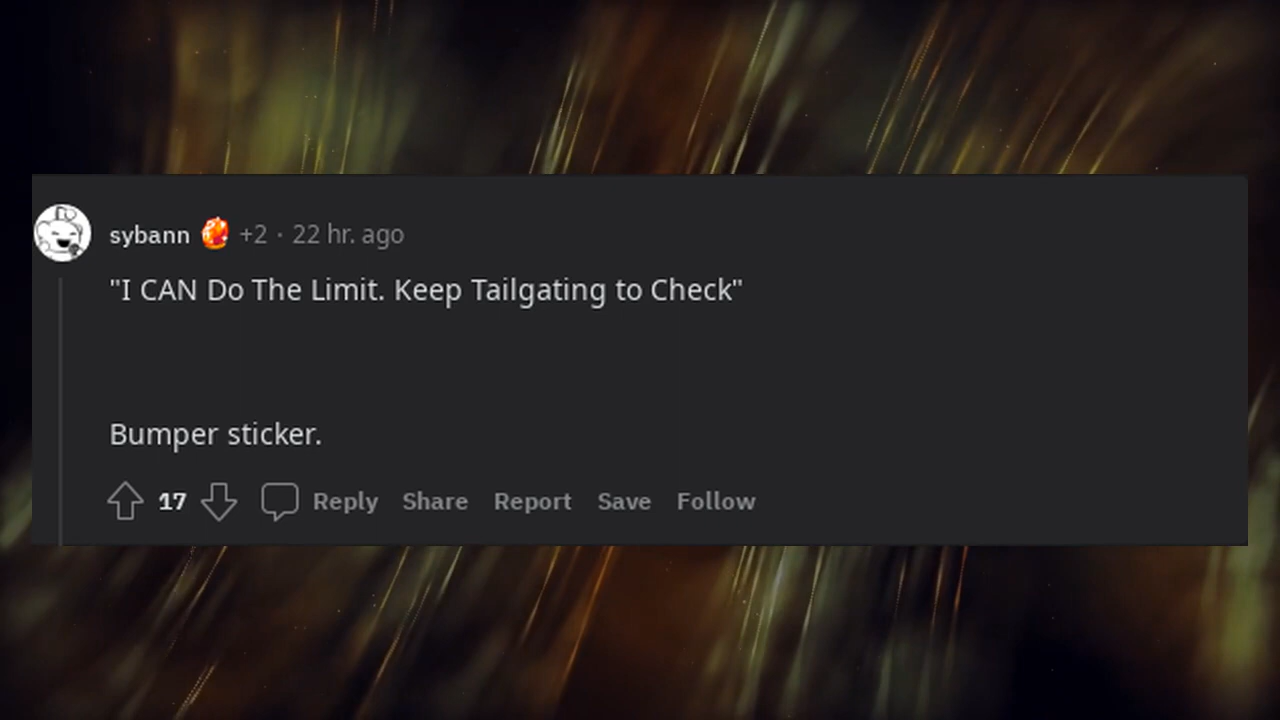 sybann +2 · 22 hr. ago
"I CAN Do The Limit. Keep Tailgating to Check"
Bumper sticker.
17 Reply Share Report Save Follow